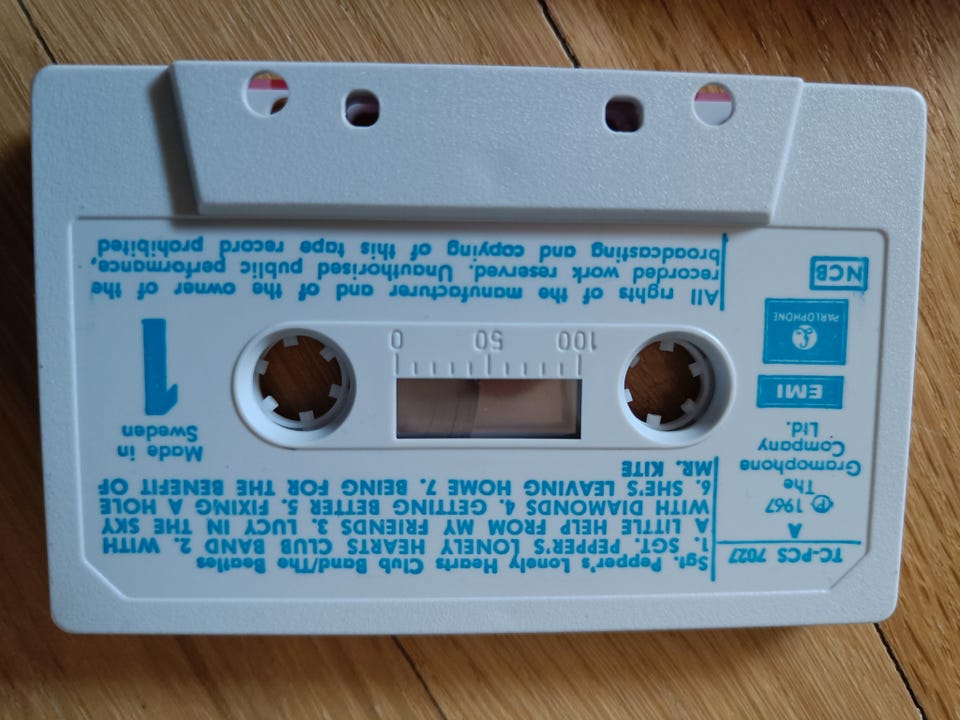 Sgt. Pepper's Lonely Hearts Club Band/The Beatles
1. SGT. PEPPER'S LONELY HEARTS CLUB BAND 2. WITH
A LITTLE HELP FROM MY FRIENDS 3. LUCY IN THE SKY
WITH DIAMONDS 4. GETTING BETTER 5. FIXING A HOLE
6. SHE'S LEAVING HOME 7. BEING FOR THE BENEFIT OF
MR. KITE
TC-PCS 7027
A
℗ 1967
The
Gramophone
Company
Ltd.
EMI
PARLOPHONE
NCB
Made in
Sweden
1
100 50 0
All rights of the manufacturer and of the owner of the
recorded work reserved. Unauthorised public performance,
broadcasting and copying of this tape record prohibited